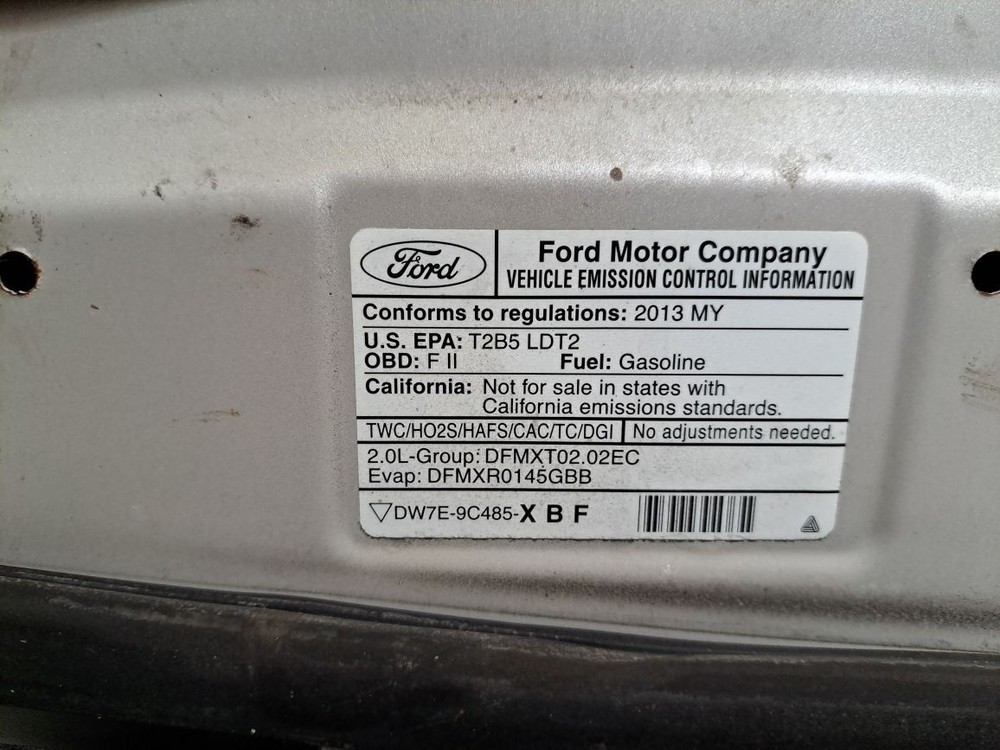 Ford
Ford Motor Company
VEHICLE EMISSION CONTROL INFORMATION
Conforms to regulations: 2013 MY
U.S. EPA: T2B5 LDT2
OBD: F II Fuel: Gasoline
California: Not for sale in states with
California emissions standards.
TWC/HO2S/HAFS/CAC/TC/DGI No adjustments needed.
2.0L-Group: DFMXT02.02EC
Evap: DFMXR0145GBB
DW7E-9C485-X B F